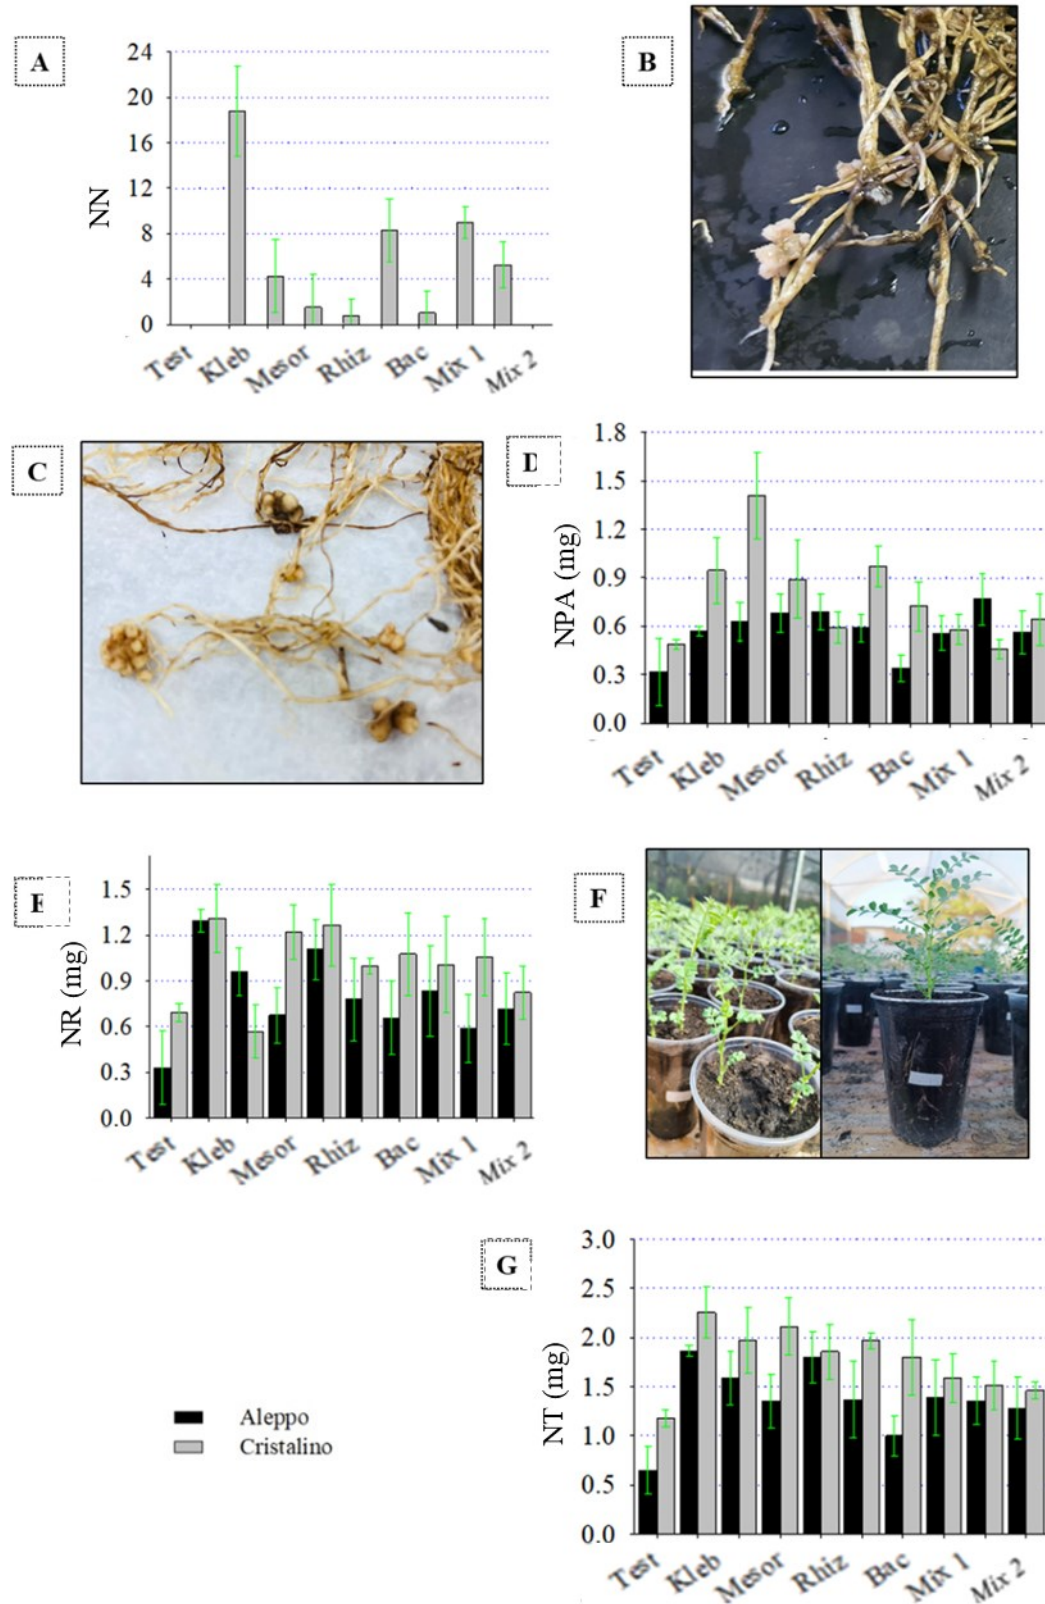 A
NN
24
20
16
12
8
4
0
Test
Kleb
Mesor
Rhiz
Bac
Mix 1
Mix 2
B
C
D
NPA (mg)
1.8
1.5
1.2
0.9
0.6
0.3
0.0
Test
Kleb
Mesor
Rhiz
Bac
Mix 1
Mix 2
E
NR (mg)
1.5
1.2
0.9
0.6
0.3
0.0
Test
Kleb
Mesor
Rhiz
Bac
Mix 1
Mix 2
F
G
NT (mg)
3.0
2.5
2.0
1.5
1.0
0.5
0.0
Test
Kleb
Mesor
Rhiz
Bac
Mix 1
Mix 2
Aleppo
Cristalino